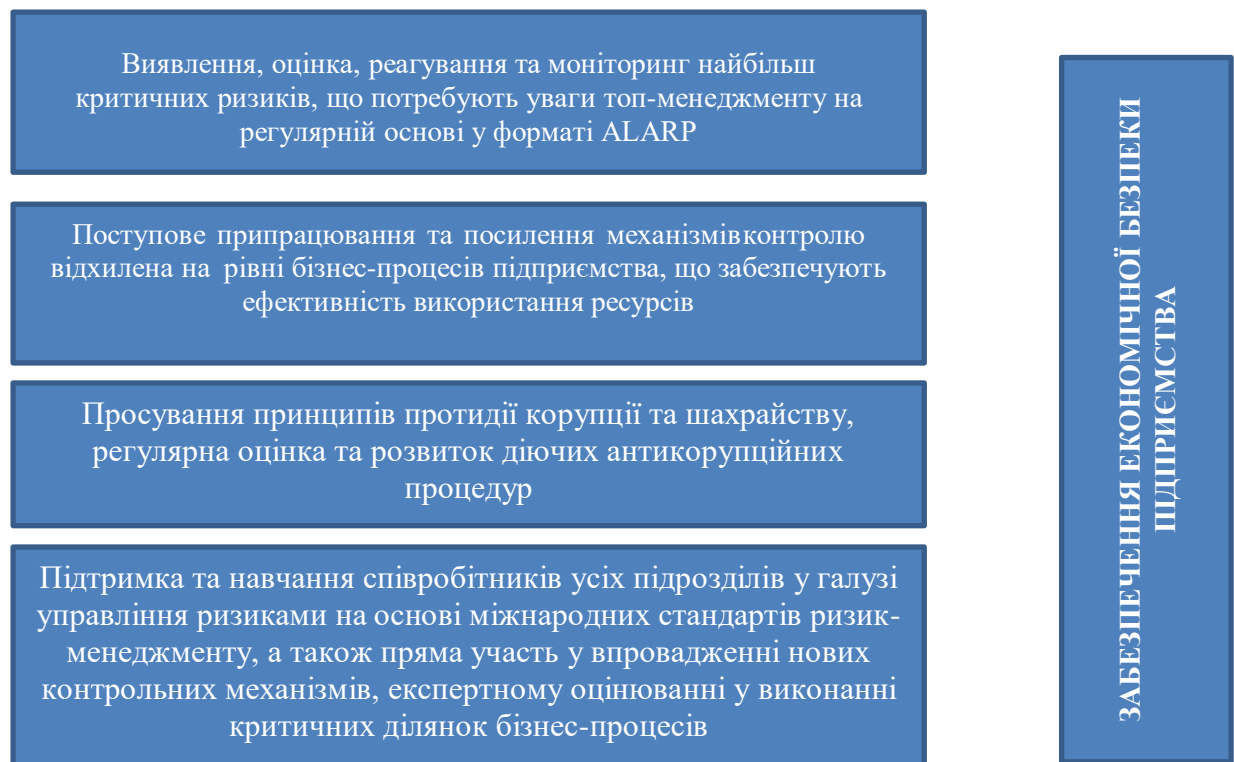 Виявлення, оцінка, реагування та моніторинг найбільш
критичних ризиків, що потребують уваги топ-менеджменту на
регулярній основі у форматі ALARP
Поступове припрацювання та посилення механізмівконтролю
відхилена на рівні бізнес-процесів підприємства, що забезпечують
ефективність використання ресурсів
Просування принципів протидії корупції та шахрайству,
регулярна оцінка та розвиток діючих антикорупційних
процедур
Підтримка та навчання співробітників усіх підрозділів у галузі
управління ризиками на основі міжнародних стандартів ризик-
менеджменту, а також пряма участь у впровадженні нових
контрольних механізмів, експертному оцінюванні у виконанні
критичних ділянок бізнес-процесів
ЗАБЕЗПЕЧЕННЯ ЕКОНОМІЧНОЇ БЕЗПЕКИ
ПІДПРИЄМСТВА